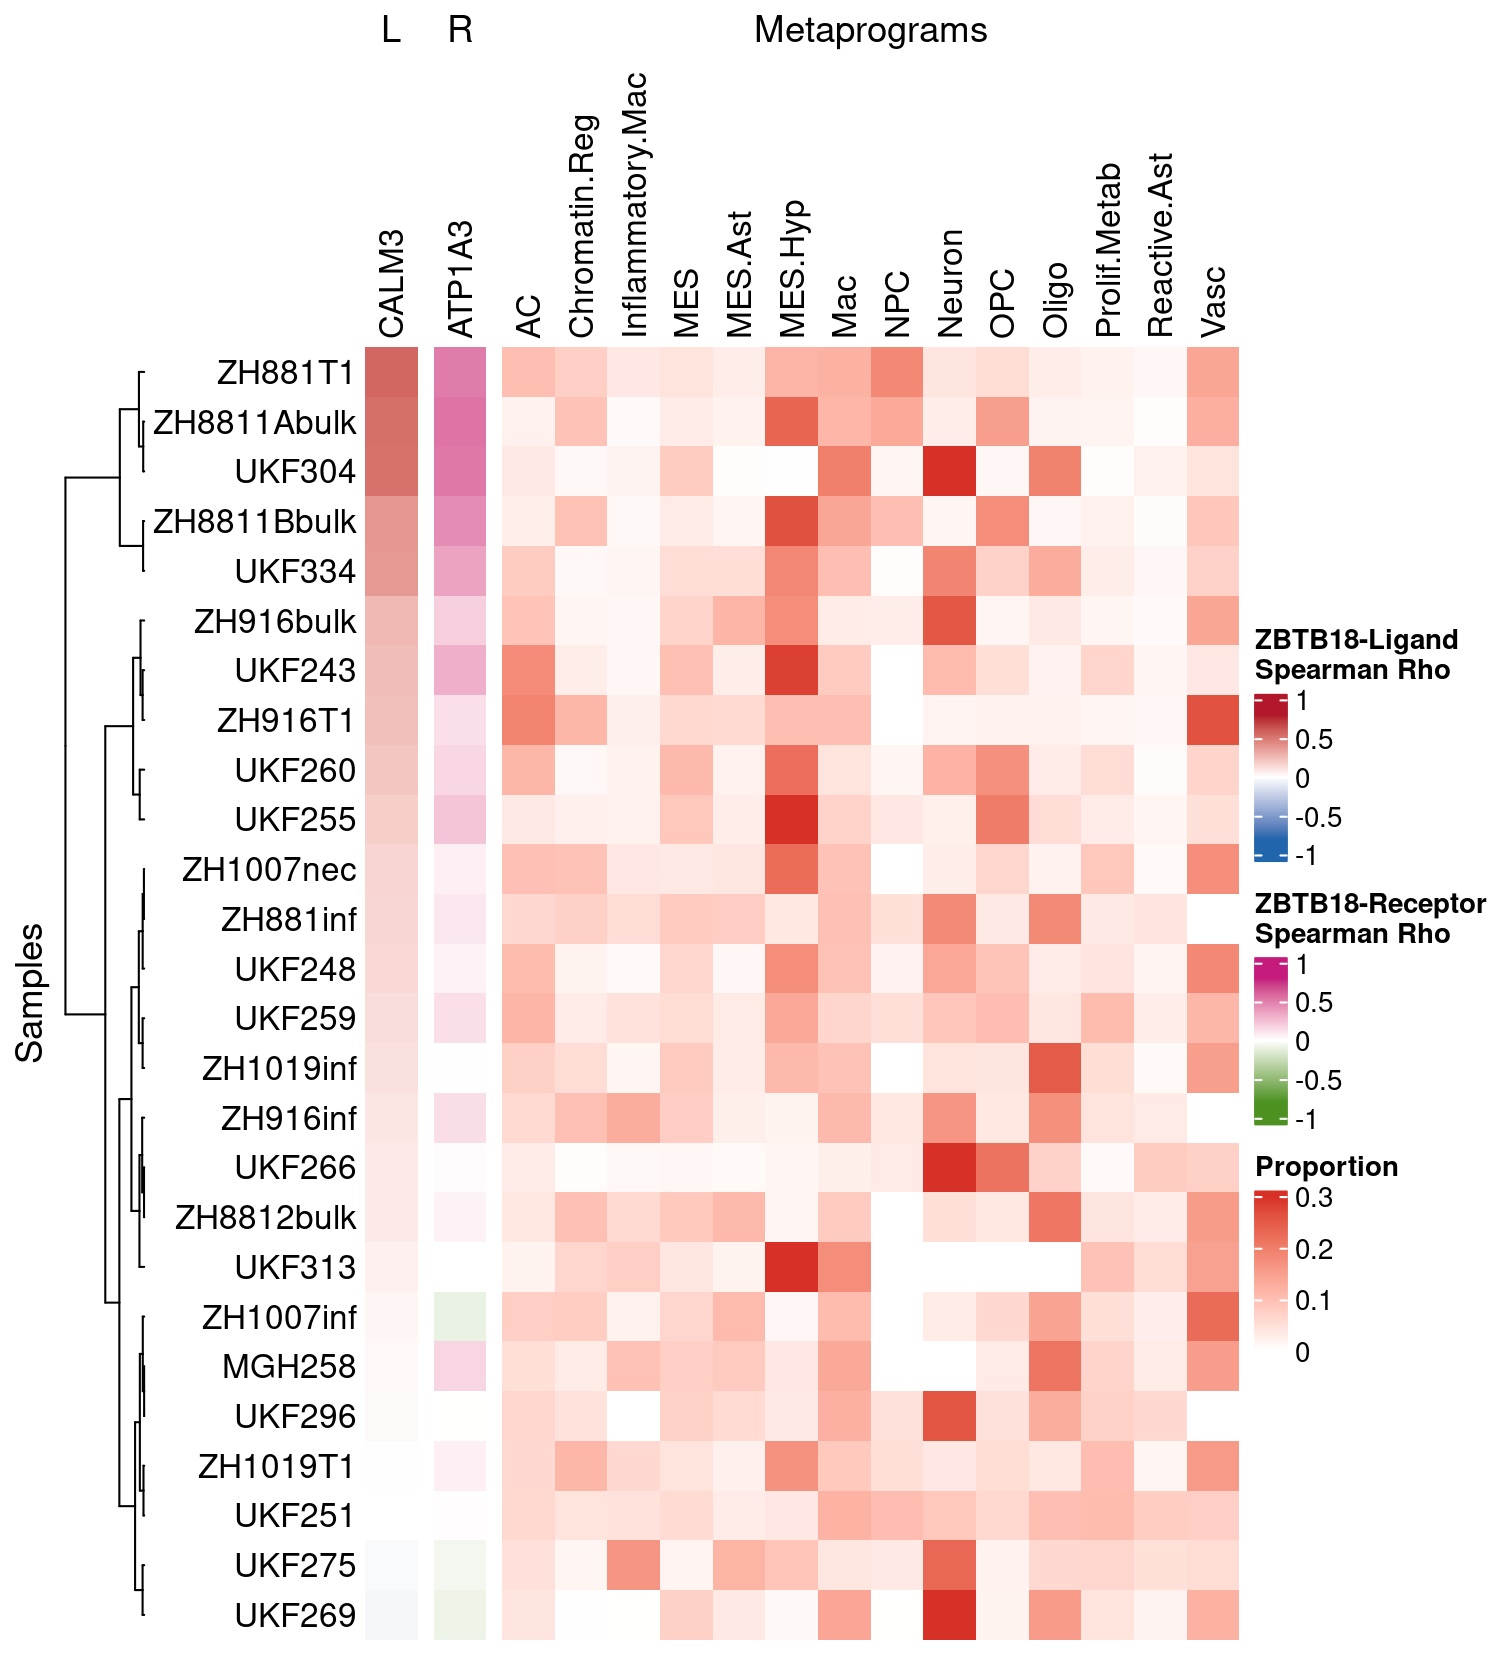 L R Metaprograms
CALM3
ATP1A3
AC
Chromatin.Reg
Inflammatory.Mac
MES
MES.Ast
MES.Hyp
Mac
NPC
Neuron
OPC
Oligo
Prolif.Metab
Reactive.Ast
Vasc
Samples
ZH881T1
ZH8811Abulk
UKF304
ZH8811Bbulk
UKF334
ZH916bulk
UKF243
ZH916T1
UKF260
UKF255
ZH1007nec
ZH881inf
UKF248
UKF259
ZH1019inf
ZH916inf
UKF266
ZH8812bulk
UKF313
ZH1007inf
MGH258
UKF296
ZH1019T1
UKF251
UKF275
UKF269
ZBTB18-Ligand
Spearman Rho
1
0.5
0
-0.5
-1
ZBTB18-Receptor
Spearman Rho
1
0.5
0
-0.5
-1
Proportion
0.3
0.2
0.1
0